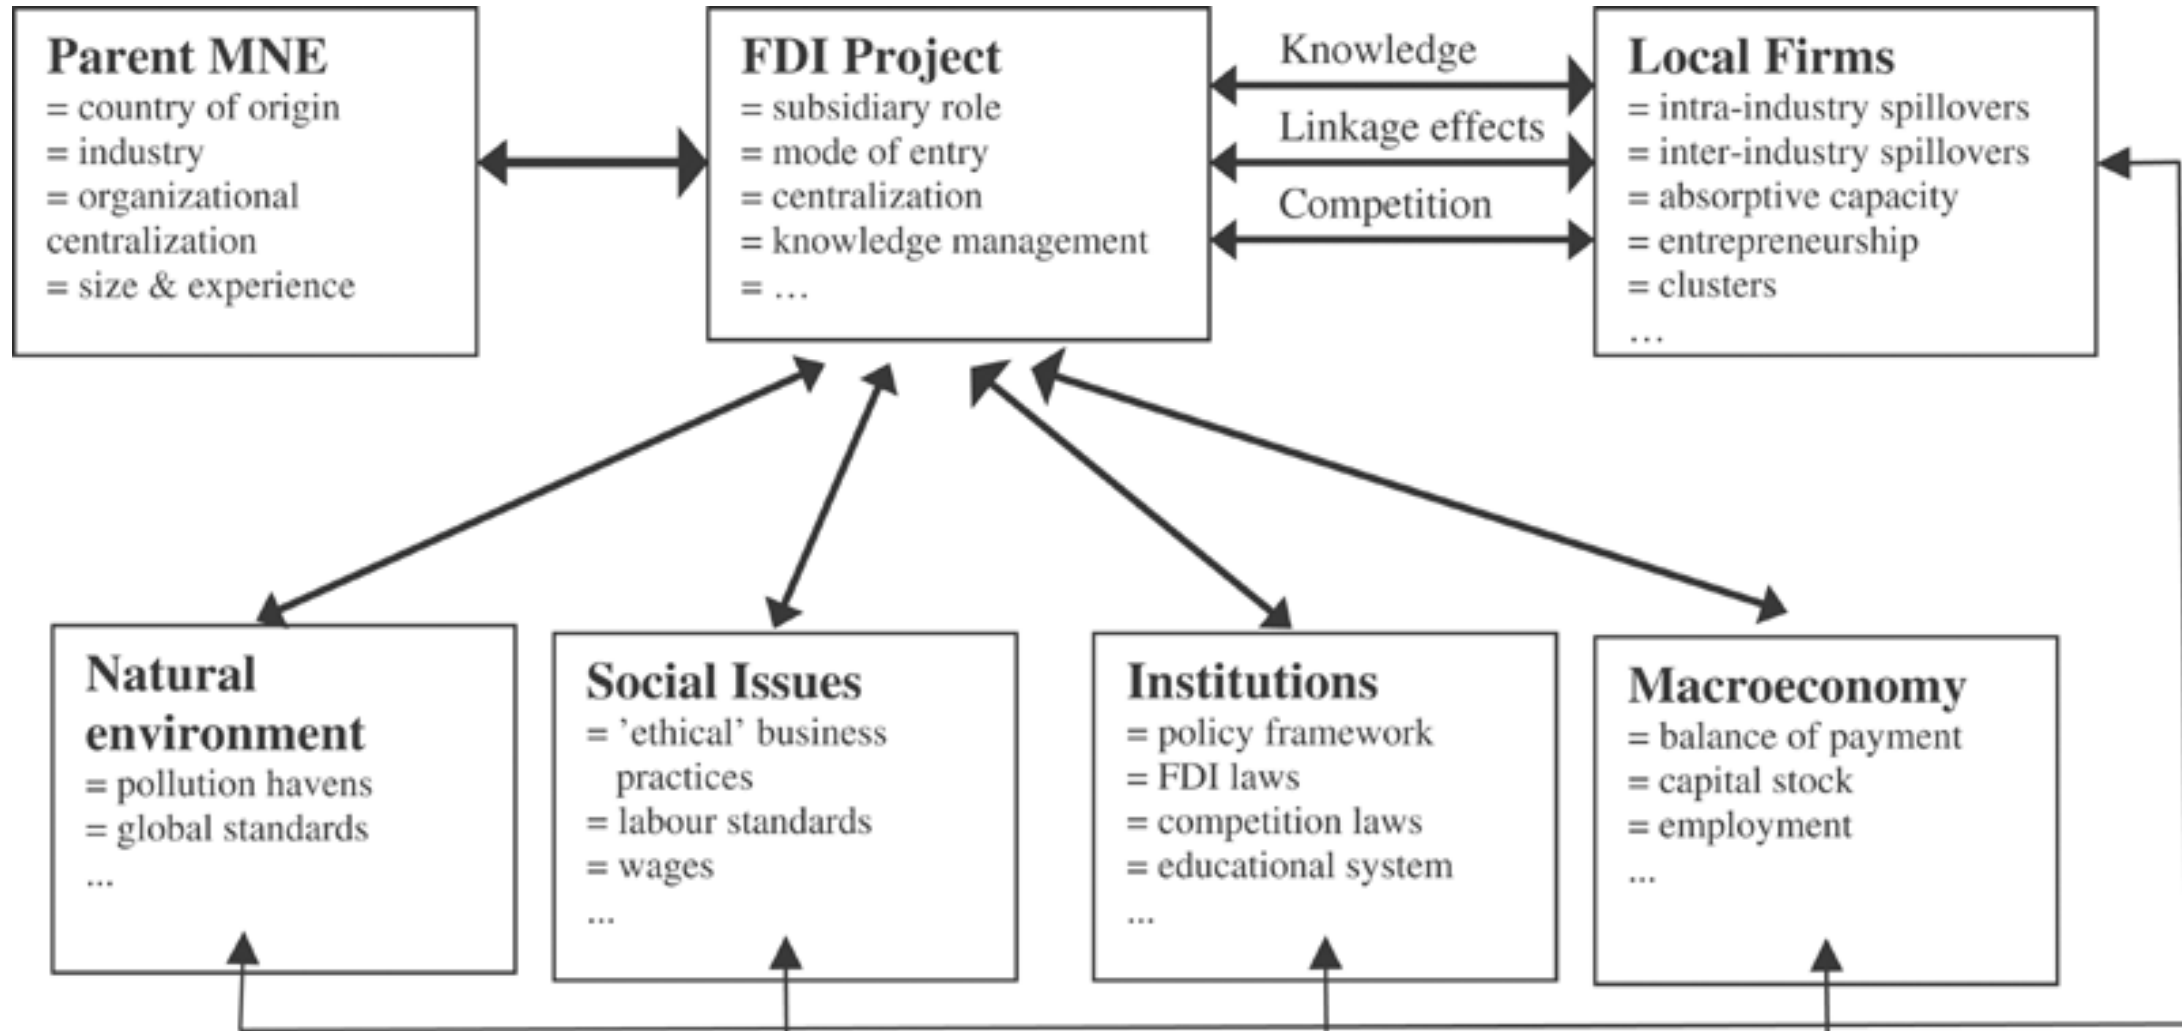 Parent MNE
= country of origin
= industry
= organizational
centralization
= size & experience
FDI Project
= subsidiary role
= mode of entry
= centralization
= knowledge management
= …
Knowledge
Linkage effects
Competition
Local Firms
= intra-industry spillovers
= inter-industry spillovers
= absorptive capacity
= entrepreneurship
= clusters
…
Natural
environment
= pollution havens
= global standards
...
Social Issues
= ’ethical’ business
practices
= labour standards
= wages
...
Institutions
= policy framework
= FDI laws
= competition laws
= educational system
...
Macroeconomy
= balance of payment
= capital stock
= employment
...